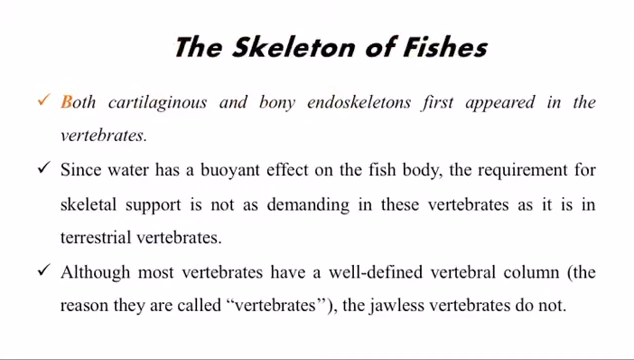 The Skeleton of Fishes
✓ Both cartilaginous and bony endoskeletons first appeared in the
vertebrates.
✓ Since water has a buoyant effect on the fish body, the requirement for
skeletal support is not as demanding in these vertebrates as it is in
terrestrial vertebrates.
✓ Although most vertebrates have a well-defined vertebral column (the
reason they are called “vertebrates’’), the jawless vertebrates do not.